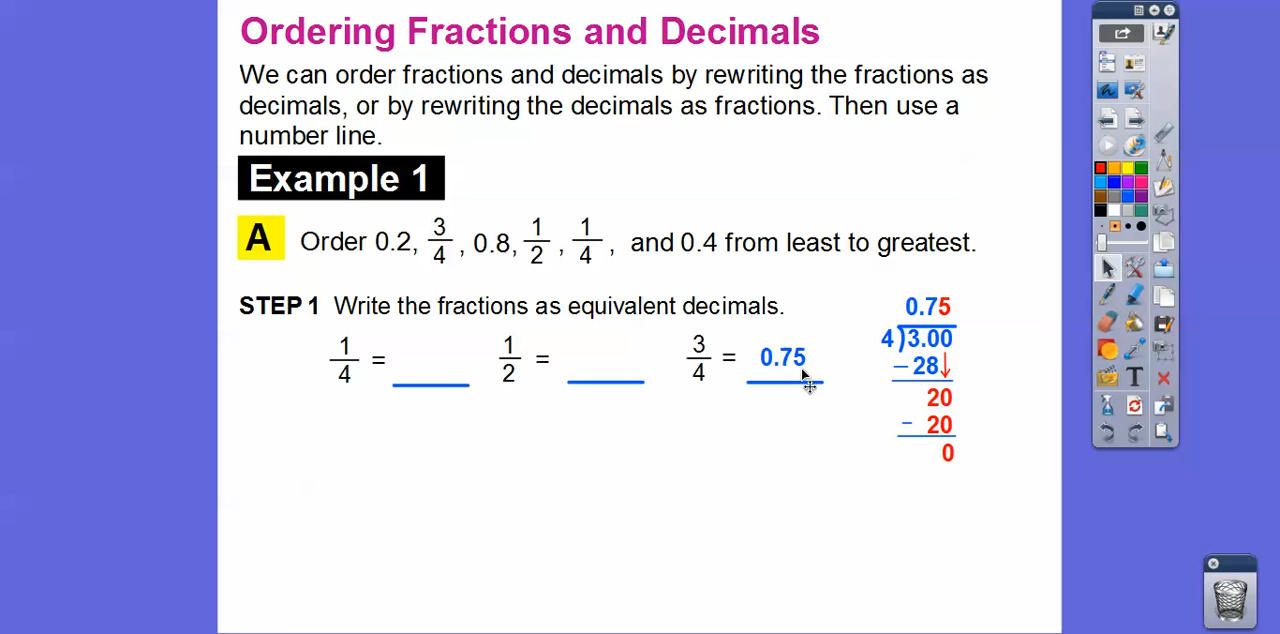 Ordering Fractions and Decimals
We can order fractions and decimals by rewriting the fractions as
decimals, or by rewriting the decimals as fractions. Then use a
number line.
Example 1
A Order 0.2, 3/4, 0.8, 1/2, 1/4, and 0.4 from least to greatest.
STEP 1 Write the fractions as equivalent decimals.
1/4 = ____ 1/2 = ____ 3/4 = 0.75
0.75
4)3.00
−28↓
20
− 20
0
T